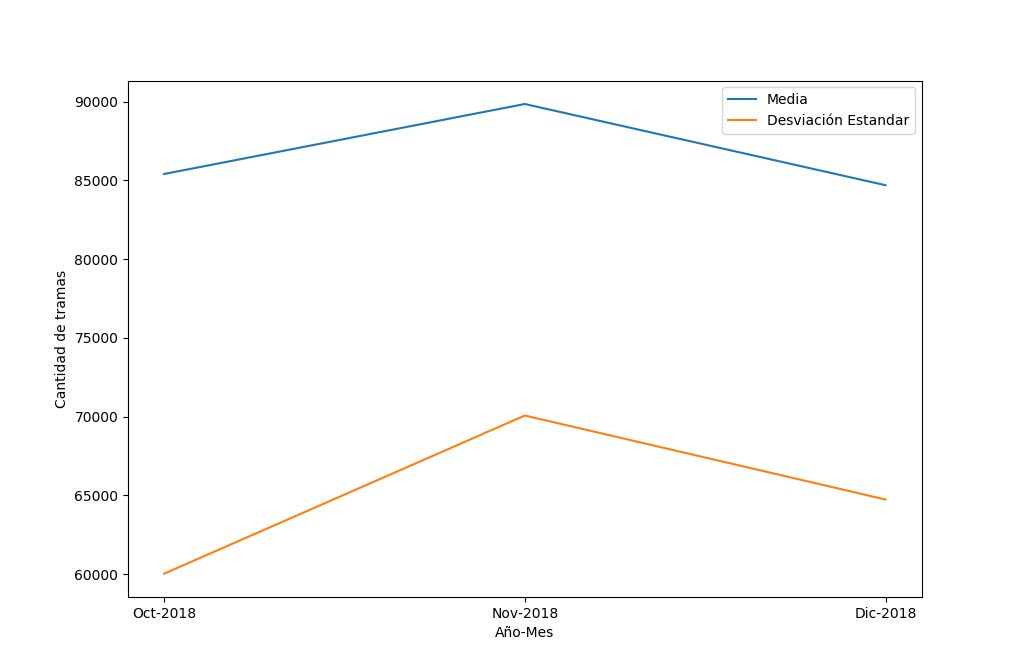 Media
Desviación Estandar
Cantidad de tramas
90000
85000
80000
75000
70000
65000
60000
Oct-2018
Nov-2018
Dic-2018
Año-Mes